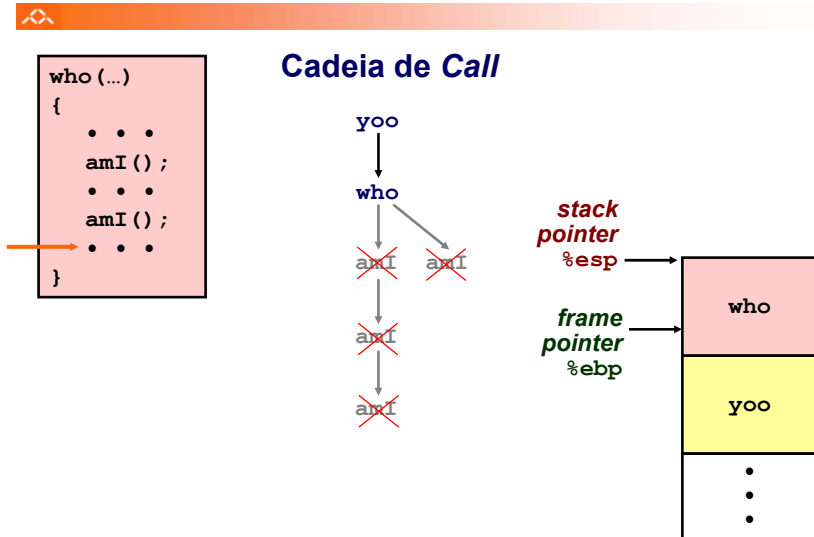 Cadeia de Call
who(…)
{
• • •
amI();
• • •
amI();
• • •
}
yoo
who
amI amI
amI
amI
stack
pointer
%esp
frame
pointer
%ebp
who
yoo
•
•
•